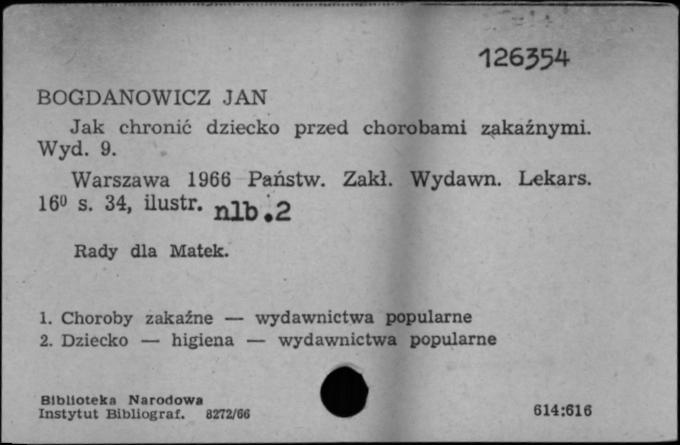 126354
BOGDANOWICZ JAN
Jak chronić dziecko przed chorobami zakaźnymi.
Wyd. 9.
Warszawa 1966 Państw. Zakł. Wydawn. Lekars.
16⁰ s. 34, ilustr. nlb.2
Rady dla Matek.
1. Choroby zakaźne — wydawnictwa popularne
2. Dziecko — higiena — wydawnictwa popularne
Biblioteka Narodowa
Instytut Bibliograf. 8272/66
614:616